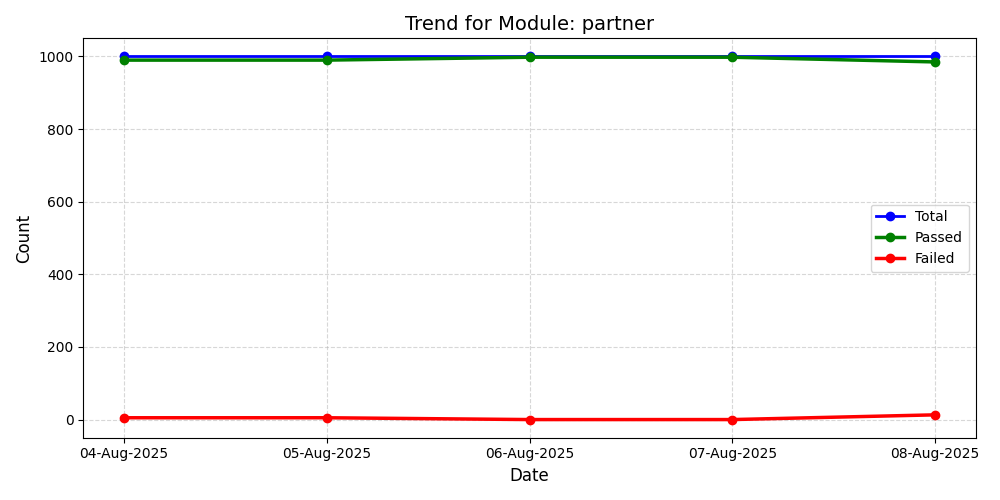 Trend for Module: partner
1000
800
600
400
200
0
Count
Total
Passed
Failed
04-Aug-2025
05-Aug-2025
06-Aug-2025
07-Aug-2025
08-Aug-2025
Date